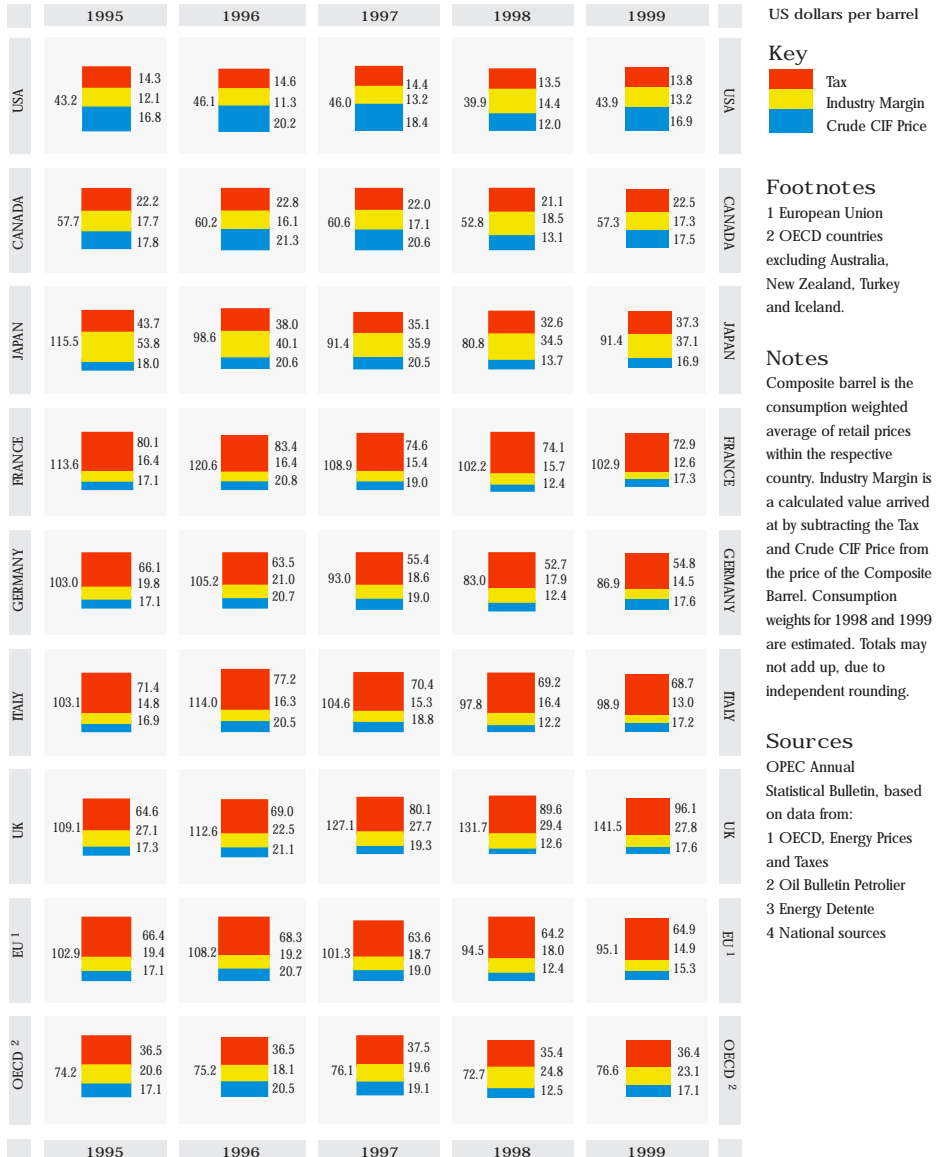 1995 1996 1997 1998 1999
US dollars per barrel
Key
Tax
Industry Margin
Crude CIF Price
USA
43.2 14.3 12.1 16.8
46.1 14.6 11.3 20.2
46.0 14.4 13.2 18.4
39.9 13.5 14.4 12.0
43.9 13.8 13.2 16.9
USA
CANADA
57.7 22.2 17.7 17.8
60.2 22.8 16.1 21.3
60.6 22.0 17.1 20.6
52.8 21.1 18.5 13.1
57.3 22.5 17.3 17.5
CANADA
JAPAN
115.5 43.7 53.8 18.0
98.6 38.0 40.1 20.6
91.4 35.1 35.9 20.5
80.8 32.6 34.5 13.7
91.4 37.3 37.1 16.9
JAPAN
FRANCE
113.6 80.1 16.4 17.1
120.6 83.4 16.4 20.8
108.9 74.6 15.4 19.0
102.2 74.1 15.7 12.4
102.9 72.9 12.6 17.3
FRANCE
GERMANY
103.0 66.1 19.8 17.1
105.2 63.5 21.0 20.7
93.0 55.4 18.6 19.0
83.0 52.7 17.9 12.4
86.9 54.8 14.5 17.6
GERMANY
ITALY
103.1 71.4 14.8 16.9
114.0 77.2 16.3 20.5
104.6 70.4 15.3 18.8
97.8 69.2 16.4 12.2
98.9 68.7 13.0 17.2
ITALY
UK
109.1 64.6 27.1 17.3
112.6 69.0 22.5 21.1
127.1 80.1 27.7 19.3
131.7 89.6 29.4 12.6
141.5 96.1 27.8 17.6
UK
EU 1
102.9 66.4 19.4 17.1
108.2 68.3 19.2 20.7
101.3 63.6 18.7 19.0
94.5 64.2 18.0 12.4
95.1 64.9 14.9 15.3
EU 1
OECD 2
74.2 36.5 20.6 17.1
75.2 36.5 18.1 20.5
76.1 37.5 19.6 19.1
72.7 35.4 24.8 12.5
76.6 36.4 23.1 17.1
OECD 2
1995 1996 1997 1998 1999
Footnotes
1 European Union
2 OECD countries
excluding Australia,
New Zealand, Turkey
and Iceland.
Notes
Composite barrel is the
consumption weighted
average of retail prices
within the respective
country. Industry Margin is
a calculated value arrived
at by subtracting the Tax
and Crude CIF Price from
the price of the Composite
Barrel. Consumption
weights for 1998 and 1999
are estimated. Totals may
not add up, due to
independent rounding.
Sources
OPEC Annual
Statistical Bulletin, based
on data from:
1 OECD, Energy Prices
and Taxes
2 Oil Bulletin Petrolier
3 Energy Detente
4 National sources